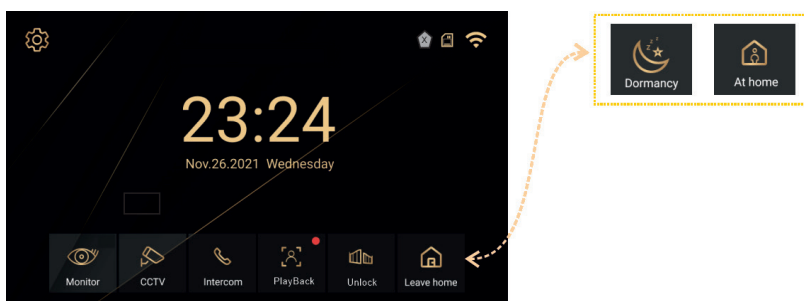 23:24
Nov.26.2021 Wednesday
Monitor
CCTV
Intercom
PlayBack
Unlock
Leave home
Dormancy
At home